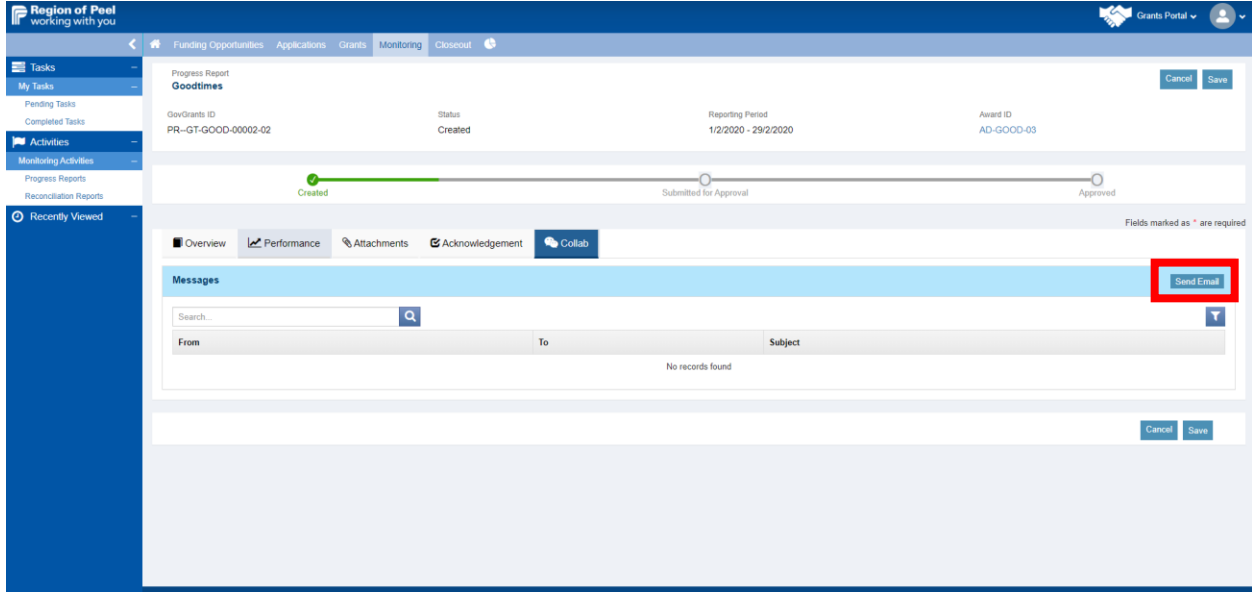 Region of Peel
working with you
Grants Portal
Funding Opportunities Applications Grants Monitoring Closeout
Tasks
My Tasks
Pending Tasks
Completed Tasks
Activities
Monitoring Activities
Progress Reports
Reconciliation Reports
Recently Viewed
Progress Report
Goodtimes
Cancel Save
GovGrants ID Status Reporting Period Award ID
PR--GT-GOOD-00002-02 Created 1/2/2020 - 29/2/2020 AD-GOOD-03
Created Submitted for Approval Approved
Fields marked as * are required
Overview Performance Attachments Acknowledgement Collab
Messages Send Email
Search...
From To Subject
No records found
Cancel Save